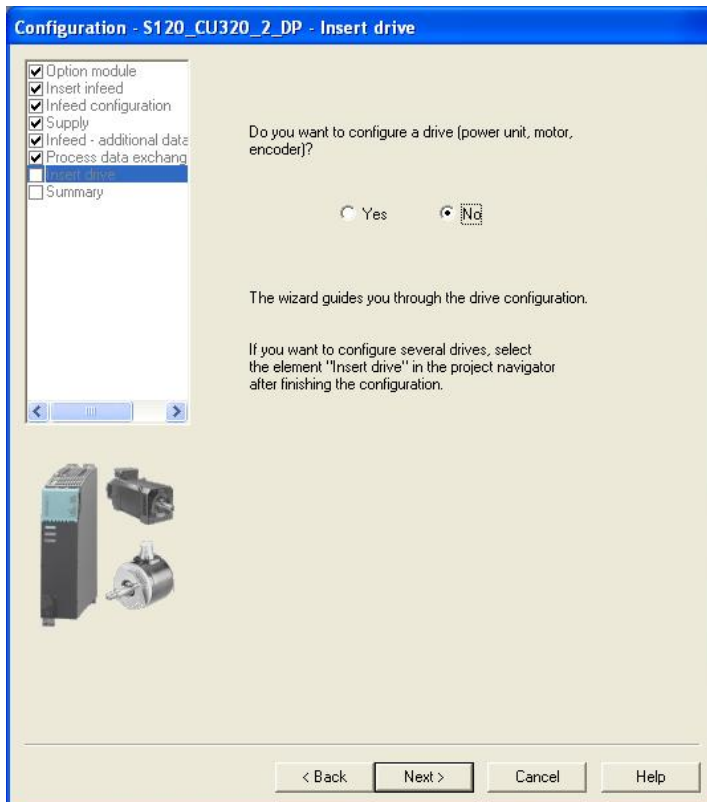 Configuration - S120_CU320_2_DP - Insert drive
Option module
Insert infeed
Infeed configuration
Supply
Infeed - additional data
Process data exchang
Insert drive
Summary
Do you want to configure a drive (power unit, motor,
encoder)?
Yes No
The wizard guides you through the drive configuration.
If you want to configure several drives, select
the element "Insert drive" in the project navigator
after finishing the configuration.
< Back Next > Cancel Help